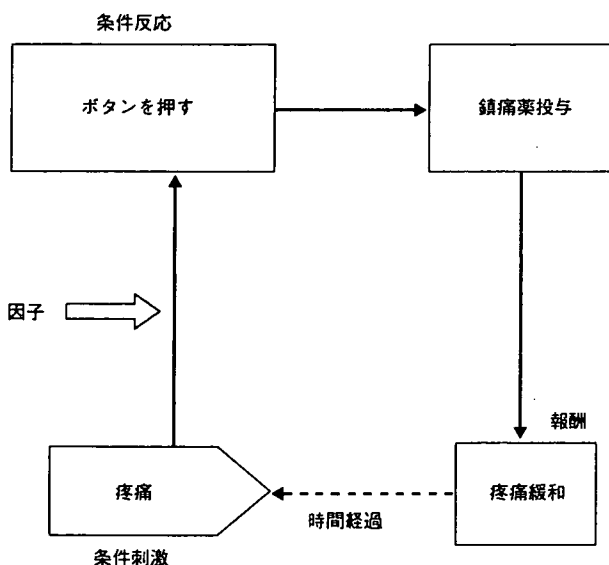 条件反応
ボタンを押す
鎮痛薬投与
因子
報酬
疼痛
疼痛緩和
時間経過
条件刺激